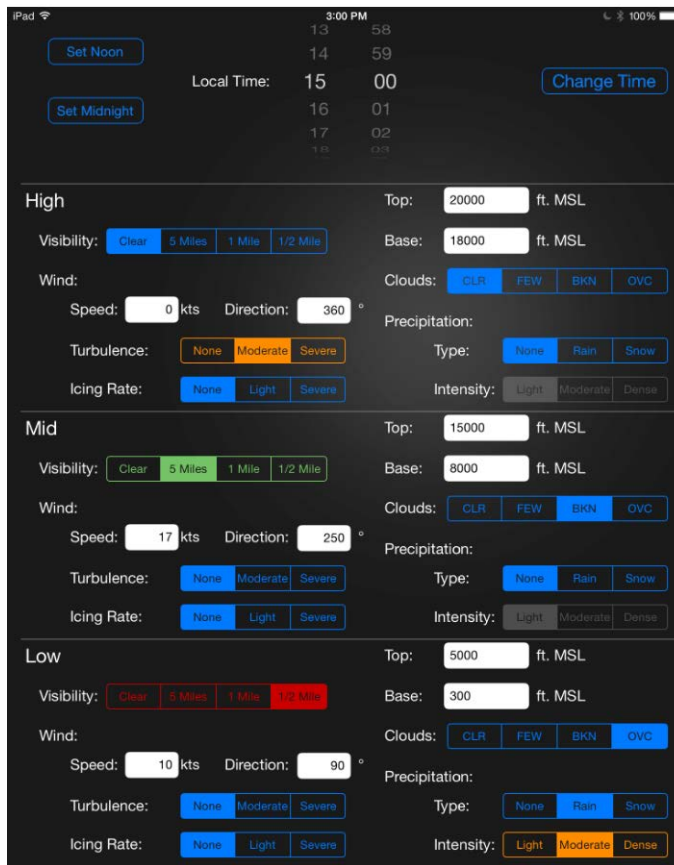 iPad 3:00 PM 100%
13 58
Set Noon 14 59
Local Time: 15 00 Change Time
Set Midnight 16 01
17 02
18 03
High Top: 20000 ft. MSL
Visibility: Clear 5 Miles 1 Mile 1/2 Mile Base: 18000 ft. MSL
Wind: Clouds: CLR FEW BKN OVC
Speed: 0 kts Direction: 360 °
Precipitation:
Turbulence: None Moderate Severe Type: None Rain Snow
Icing Rate: None Light Severe Intensity: Light Moderate Dense
Mid Top: 15000 ft. MSL
Visibility: Clear 5 Miles 1 Mile 1/2 Mile Base: 8000 ft. MSL
Wind: Clouds: CLR FEW BKN OVC
Speed: 17 kts Direction: 250 °
Precipitation:
Turbulence: None Moderate Severe Type: None Rain Snow
Icing Rate: None Light Severe Intensity: Light Moderate Dense
Low Top: 5000 ft. MSL
Visibility: Clear 5 Miles 1 Mile 1/2 Mile Base: 300 ft. MSL
Wind: Clouds: CLR FEW BKN OVC
Speed: 10 kts Direction: 90 °
Precipitation:
Turbulence: None Moderate Severe Type: None Rain Snow
Icing Rate: None Light Severe Intensity: Light Moderate Dense